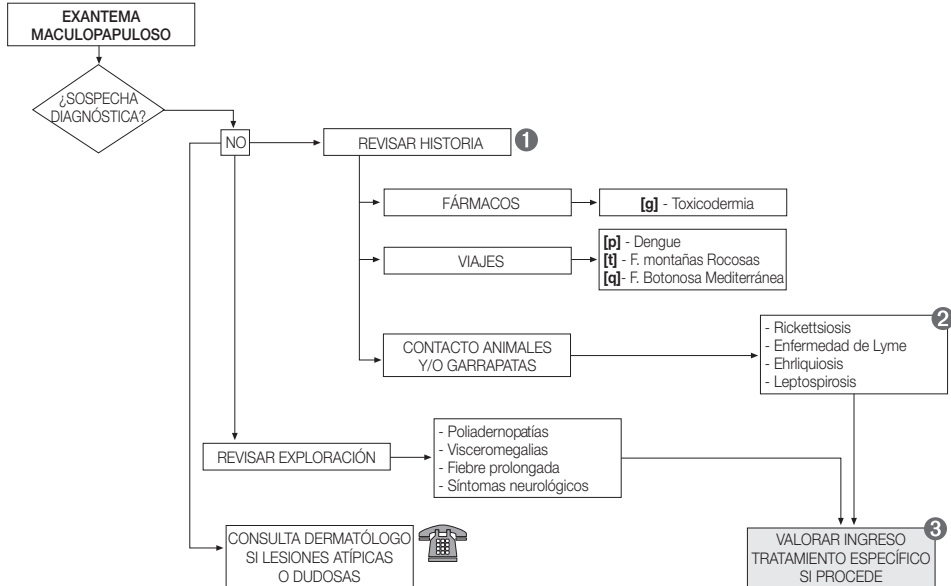 EXANTEMA
MACULOPAPULOSO
¿SOSPECHA
DIAGNÓSTICA?
NO
REVISAR HISTORIA
1
FÁRMACOS
[g] - Toxicodermia
VIAJES
[p] - Dengue
[t] - F. montañas Rocosas
[q]- F. Botonosa Mediterránea
CONTACTO ANIMALES
Y/O GARRAPATAS
2
- Rickettsiosis
- Enfermedad de Lyme
- Ehrliquiosis
- Leptospirosis
REVISAR EXPLORACIÓN
- Poliadernopatías
- Visceromegalias
- Fiebre prolongada
- Síntomas neurológicos
CONSULTA DERMATÓLOGO
SI LESIONES ATÍPICAS
O DUDOSAS
3
VALORAR INGRESO
TRATAMIENTO ESPECÍFICO
SI PROCEDE